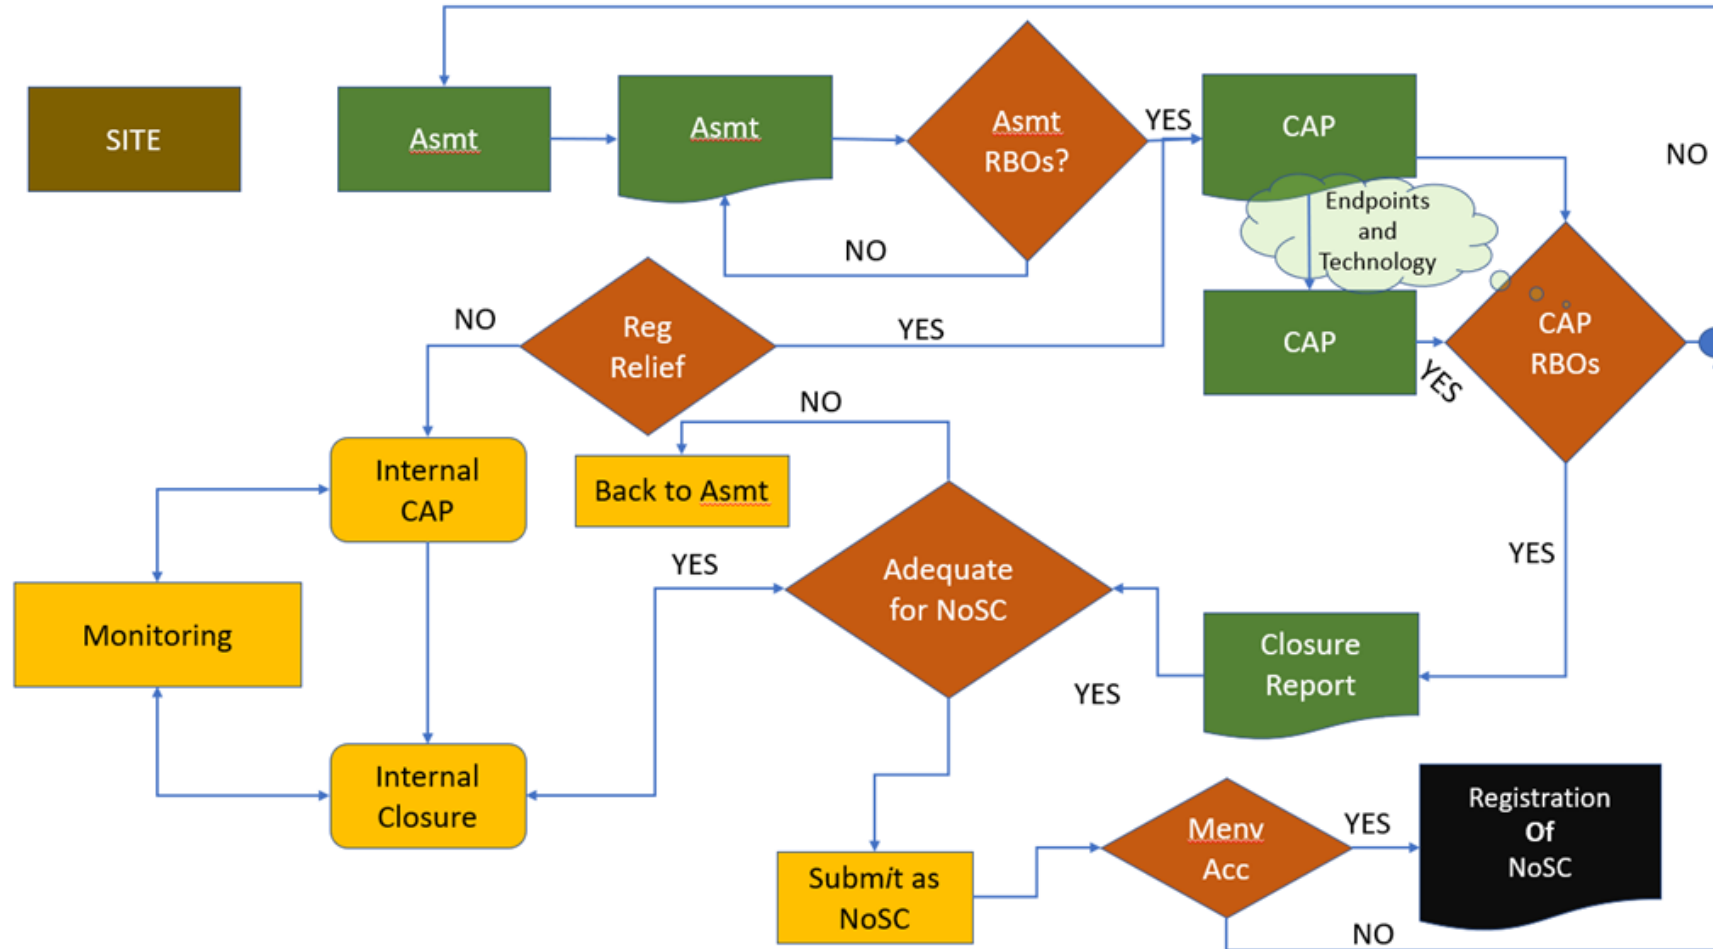 SITE
Asmt
Asmt
Asmt
RBOs?
YES
CAP
NO
Endpoints
and
Technology
NO
NO
Reg
Relief
YES
CAP
YES
CAP
RBOs
NO
Internal
CAP
Back to Asmt
YES
Adequate
for NoSC
YES
Monitoring
Closure
Report
YES
Internal
Closure
Submit as
NoSC
Menv
Acc
YES
Registration
Of
NoSC
NO